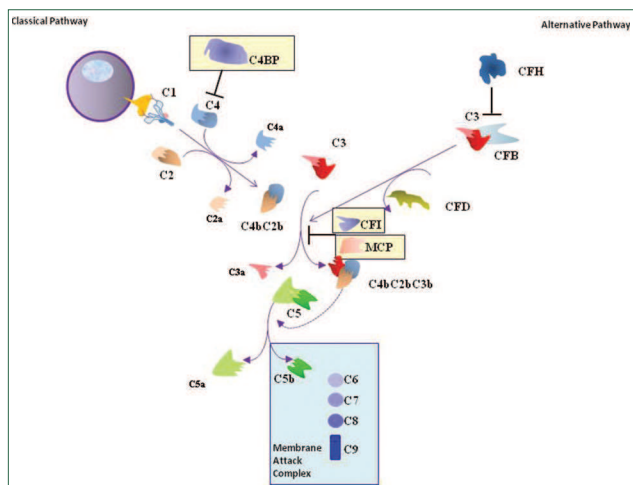 Classical Pathway
Alternative Pathway
C4BP
CFH
C1
C4
C3
C4a
C3
CFB
C2
C2a
C4bC2b
CFD
CFI
MCP
C3a
C4bC2bC3b
C5
C5a
C5b
C6
C7
C8
C9
Membrane
Attack
Complex